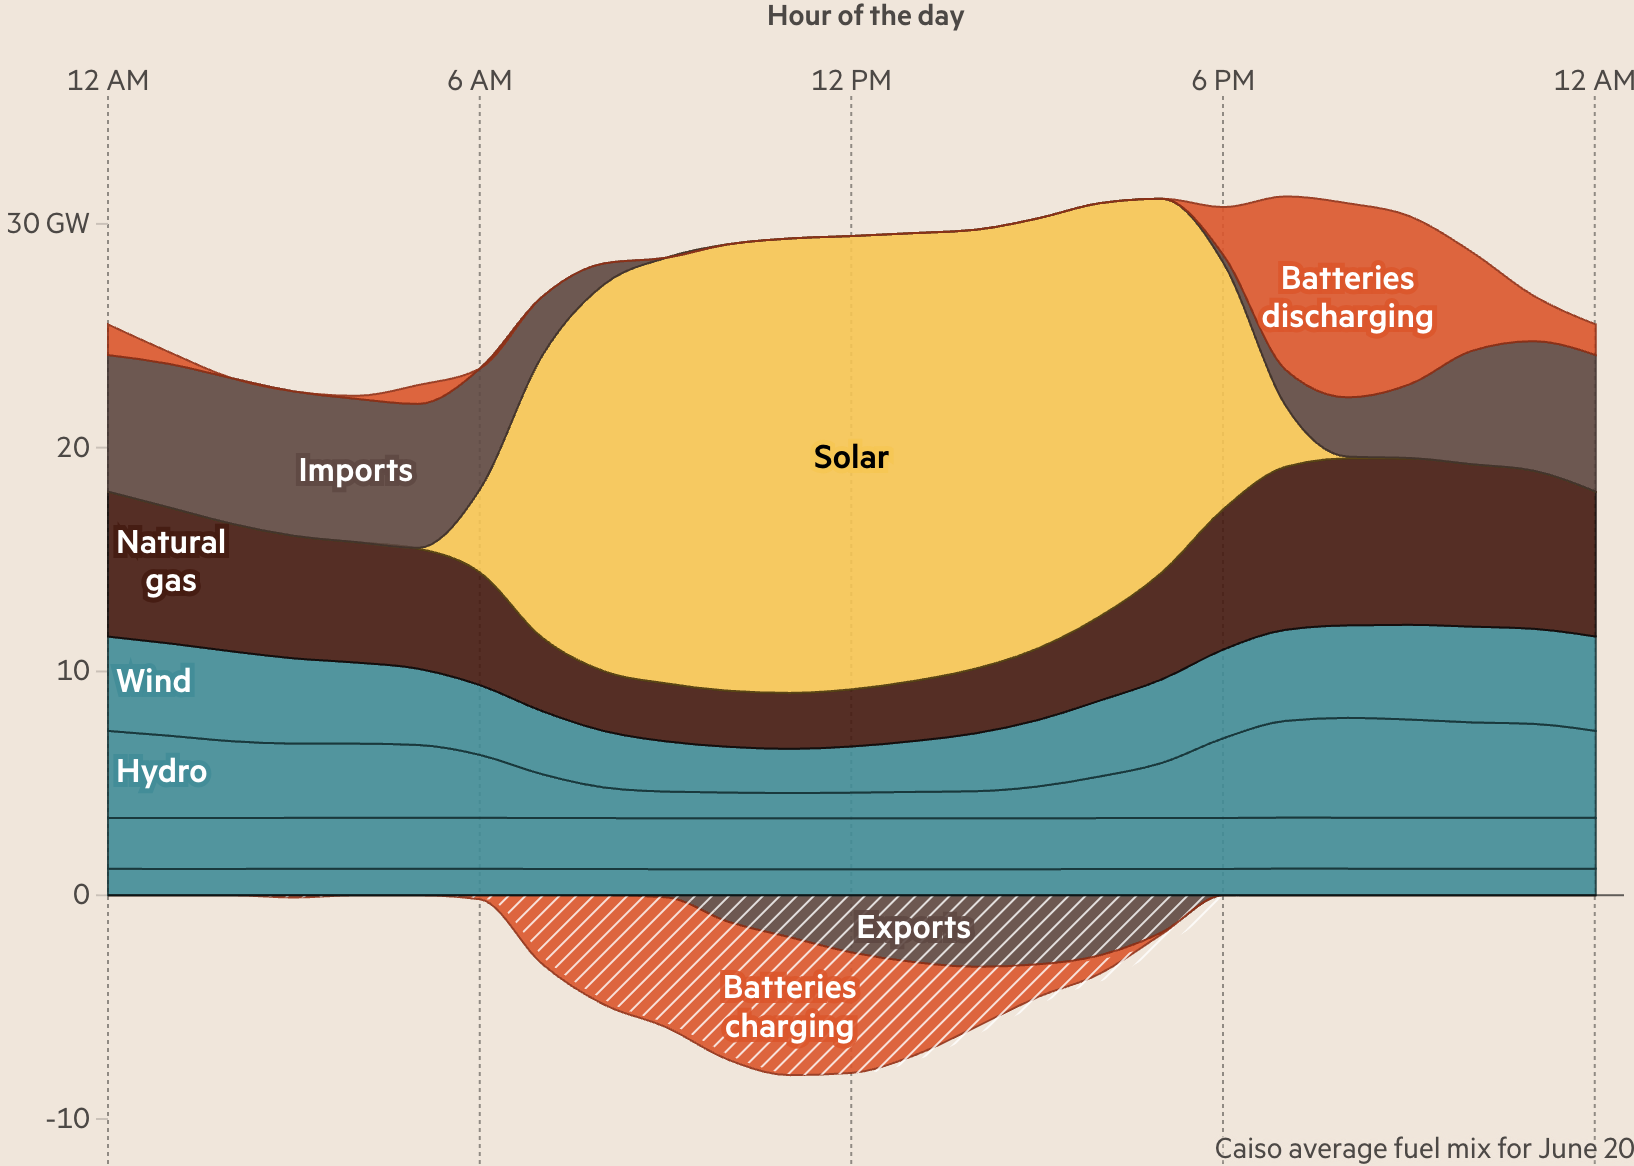 Hour of the day
12 AM
6 AM
12 PM
6 PM
12 AM
30 GW
Batteries
discharging
20
Solar
Imports
Natural
gas
10
Wind
Hydro
0
Exports
Batteries
charging
-10
Caiso average fuel mix for June 20